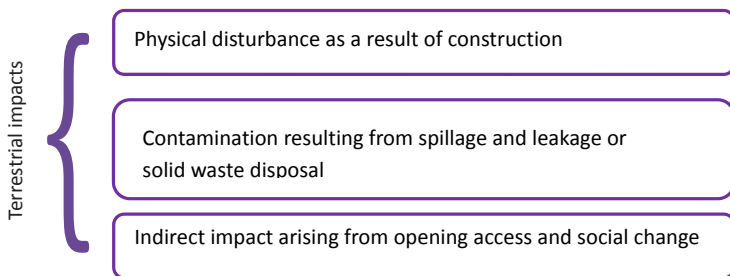 Terrestrial impacts
Physical disturbance as a result of construction
Contamination resulting from spillage and leakage or
solid waste disposal
Indirect impact arising from opening access and social change